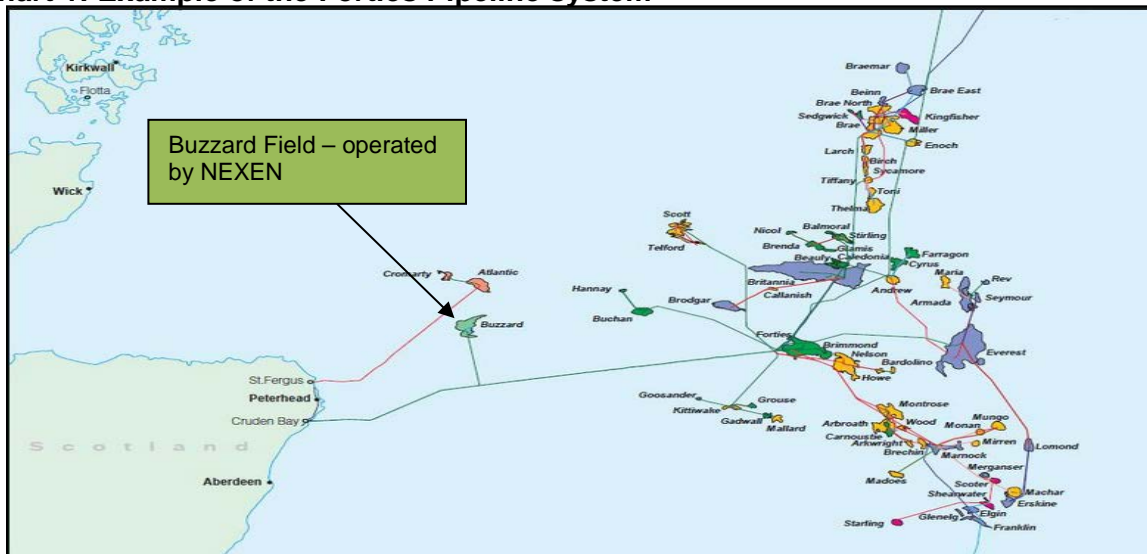 Chart 1: Example of the Forties Pipeline System
Kirkwall
Flotta
Wick
Buzzard Field – operated
by NEXEN
Braemar
Beinn
Brae East
Brae North
Sedgwick
Kingfisher
Brae
Miller
Enoch
Larch
Birch
Sycamore
Tiffany
Toni
Thelma
Scott
Telford
Nicol
Balmoral
Stirling
Brenda
Glamis
Beauly
Caledonia
Farragon
Cyrus
Cromarty
Atlantic
Hannay
Britannia
Callanish
Andrew
Maria
Rev
Armada
Seymour
Brodgar
Buchan
Buzzard
Forties
Brimmond
Nelson
Bardolino
Everest
Howe
St.Fergus
Peterhead
Cruden Bay
Goosander
Grouse
Kittiwake
Gadwall
Mallard
Montrose
Arbroath
Wood
Mungo
Monan
Carnoustie
Arkwright
Mirren
Brechin
Marnock
Lomond
Scotland
Aberdeen
Madoes
Merganser
Scoter
Shearwater
Machar
Erskine
Starling
Glenelg
Elgin
Franklin